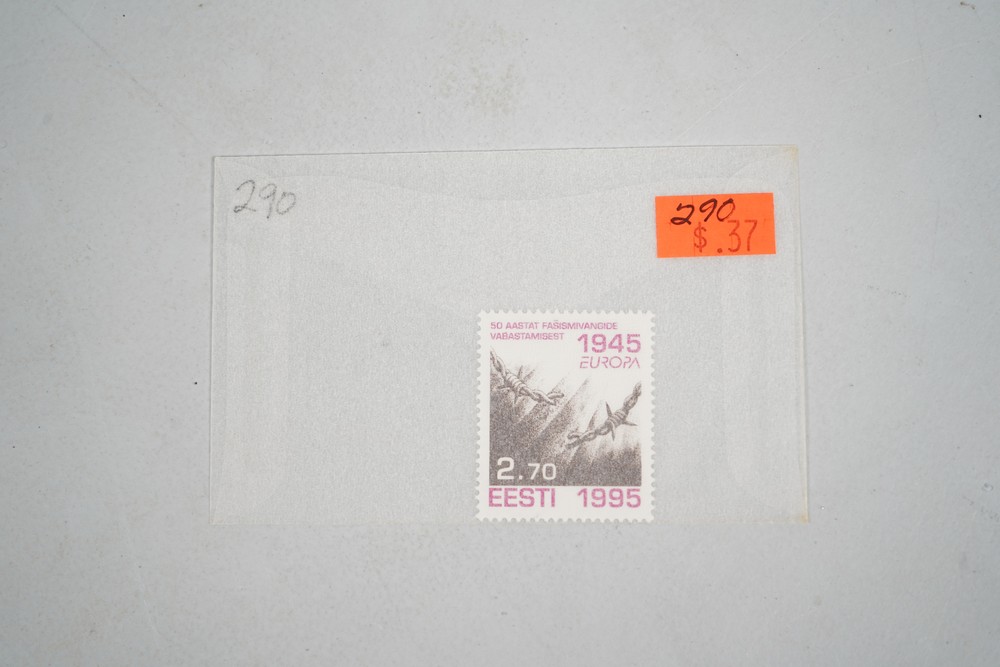 290
290
$.37
50 AASTAT FAŠISMIVANGIDE
VABASTAMISEST
1945
EUROPA
2.70
EESTI 1995